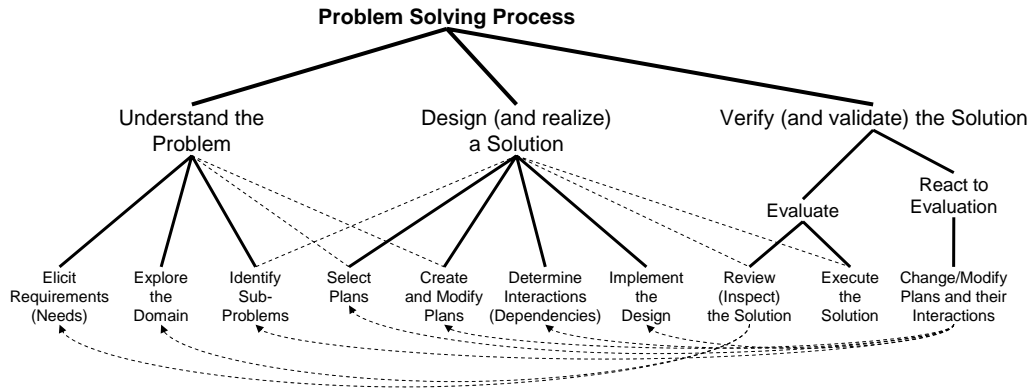 Problem Solving Process
Understand the
Problem
Design (and realize)
a Solution
Verify (and validate) the Solution
Evaluate
React to
Evaluation
Elicit
Requirements
(Needs)
Explore
the
Domain
Identify
Sub-
Problems
Select
Plans
Create
and Modify
Plans
Determine
Interactions
(Dependencies)
Implement
the
Design
Review
(Inspect)
the Solution
Execute
the
Solution
Change/Modify
Plans and their
Interactions